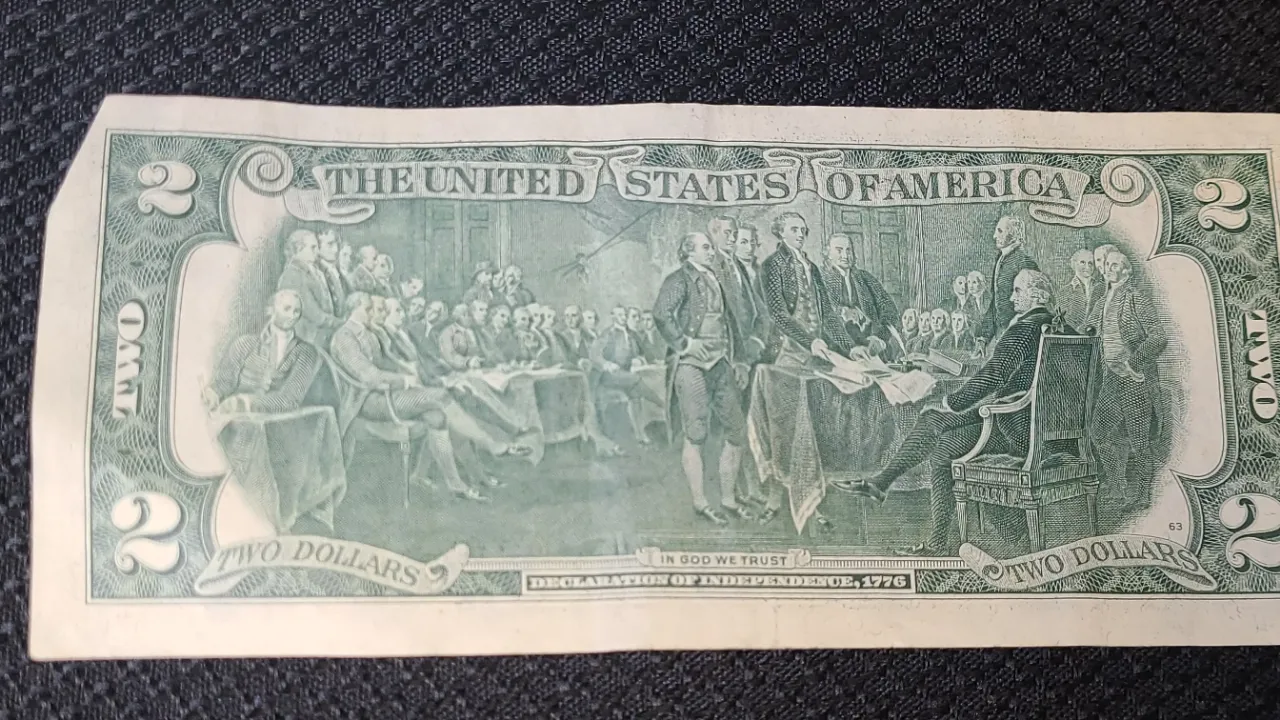 THE UNITED STATES OF AMERICA
2
2
TWO
TWO
2
2
63
TWO DOLLARS
IN GOD WE TRUST
TWO DOLLARS
DECLARATION OF INDEPENDENCE, 1776